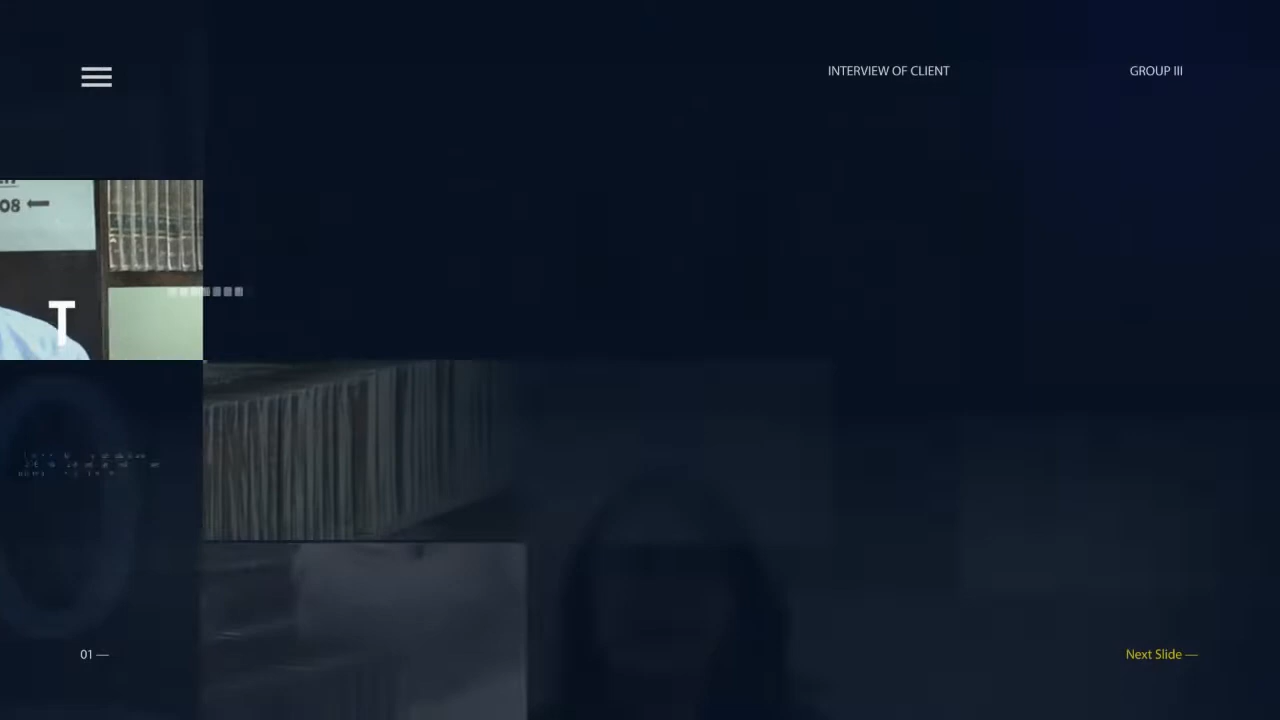 INTERVIEW OF CLIENT
GROUP III
08
T
01 —
Next Slide —